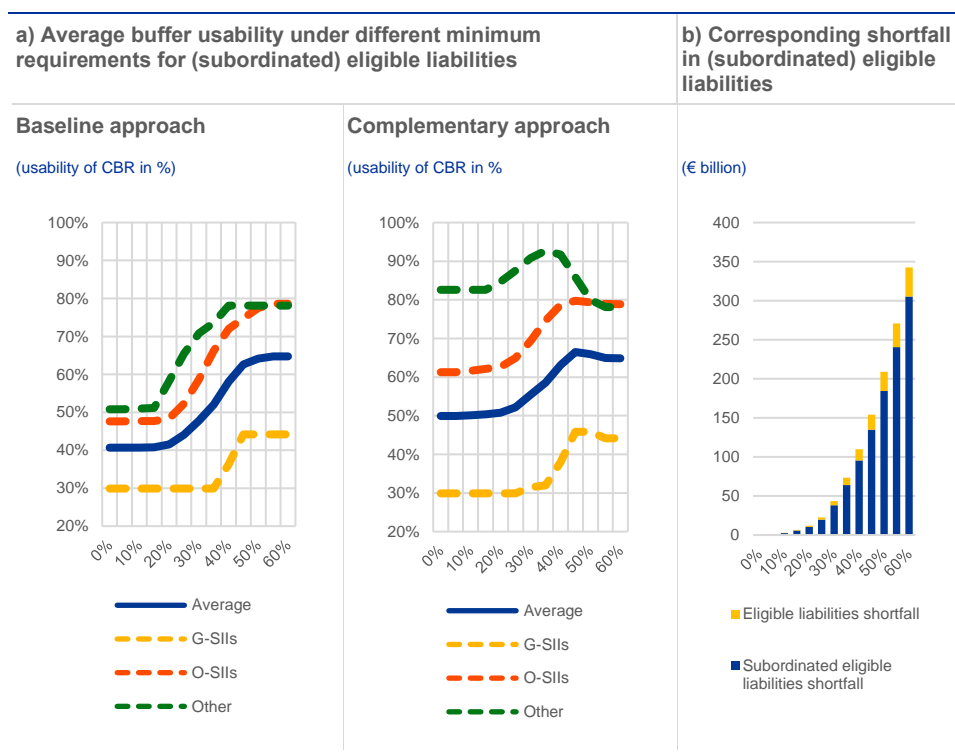 a) Average buffer usability under different minimum
requirements for (subordinated) eligible liabilities
b) Corresponding shortfall
in (subordinated) eligible
liabilities
Baseline approach
Complementary approach
(usability of CBR in %)
(usability of CBR in %
(€ billion)
100%
90%
80%
70%
60%
50%
40%
30%
20%
0%
10%
20%
30%
40%
50%
60%
Average
G-SIIs
O-SIIs
Other
100%
90%
80%
70%
60%
50%
40%
30%
20%
0%
10%
20%
30%
40%
50%
60%
Average
G-SIIs
O-SIIs
Other
400
350
300
250
200
150
100
50
0
0%
10%
20%
30%
40%
50%
60%
Eligible liabilities shortfall
Subordinated eligible
liabilities shortfall